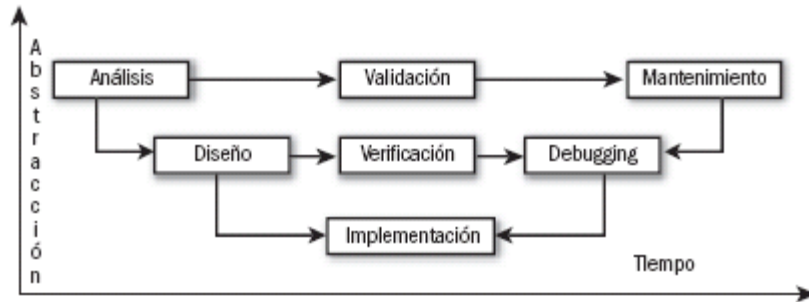 Abstracción
Análisis
Validación
Mantenimiento
Diseño
Verificación
Debugging
Implementación
TIempo